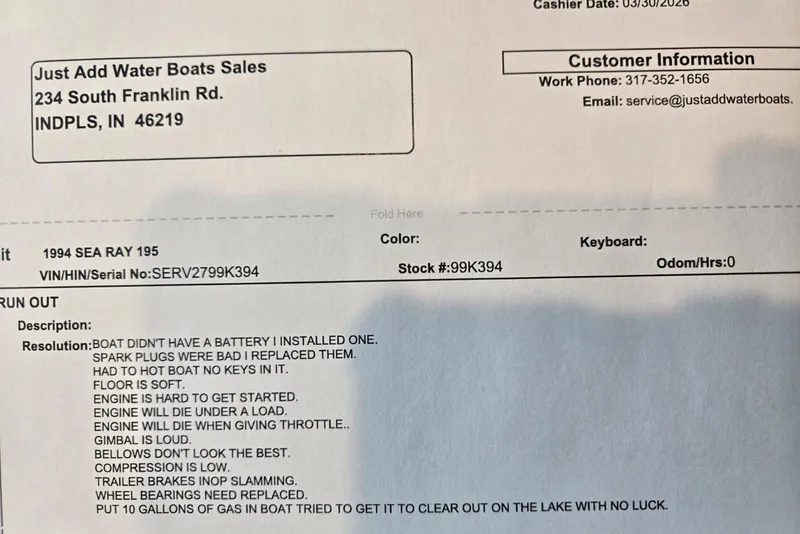 Cashier Date: 03/30/2026
Just Add Water Boats Sales
234 South Franklin Rd.
INDPLS, IN 46219
Customer Information
Work Phone: 317-352-1656
Email: service@justaddwaterboats.
Fold Here
it 1994 SEA RAY 195 Color: Keyboard:
VIN/HIN/Serial No:SERV2799K394 Stock #:99K394 Odom/Hrs:0
RUN OUT
Description:
Resolution:BOAT DIDN'T HAVE A BATTERY I INSTALLED ONE.
SPARK PLUGS WERE BAD I REPLACED THEM.
HAD TO HOT BOAT NO KEYS IN IT.
FLOOR IS SOFT.
ENGINE IS HARD TO GET STARTED.
ENGINE WILL DIE UNDER A LOAD.
ENGINE WILL DIE WHEN GIVING THROTTLE..
GIMBAL IS LOUD.
BELLOWS DON'T LOOK THE BEST.
COMPRESSION IS LOW.
TRAILER BRAKES INOP SLAMMING.
WHEEL BEARINGS NEED REPLACED.
PUT 10 GALLONS OF GAS IN BOAT TRIED TO GET IT TO CLEAR OUT ON THE LAKE WITH NO LUCK.